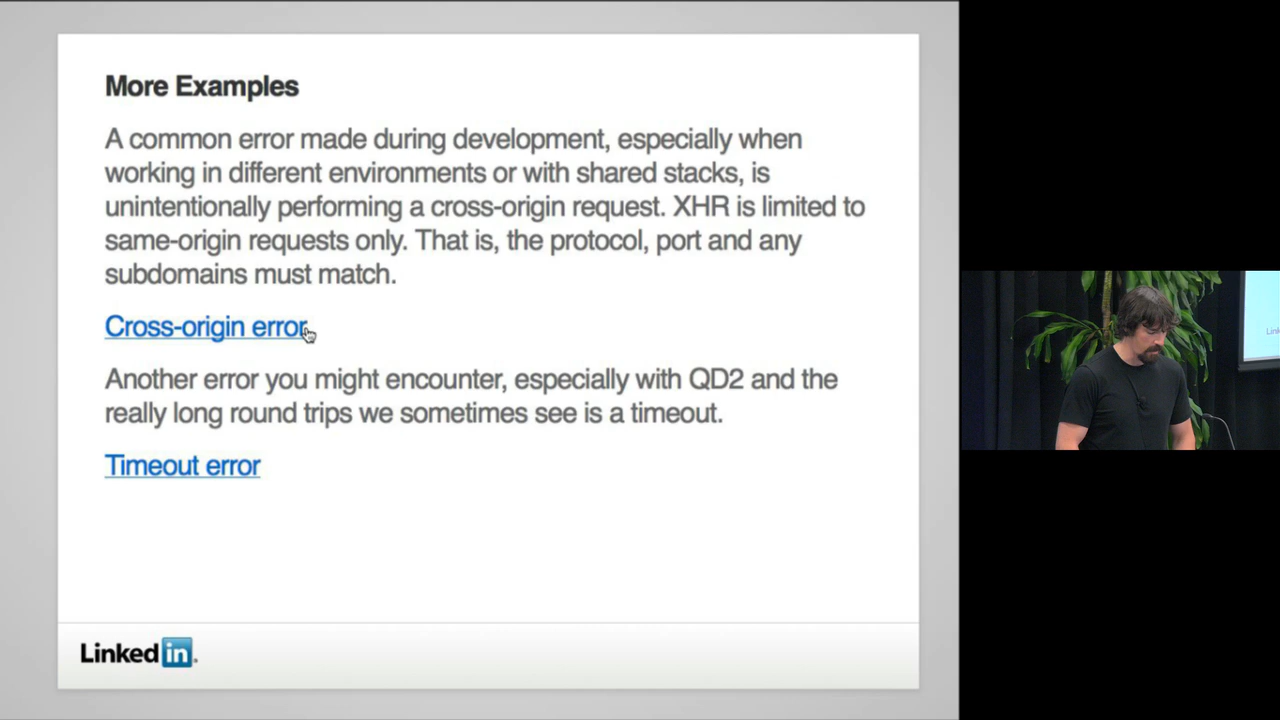 More Examples
A common error made during development, especially when
working in different environments or with shared stacks, is
unintentionally performing a cross-origin request. XHR is limited to
same-origin requests only. That is, the protocol, port and any
subdomains must match.
Cross-origin error
Another error you might encounter, especially with QD2 and the
really long round trips we sometimes see is a timeout.
Timeout error
Linked in.